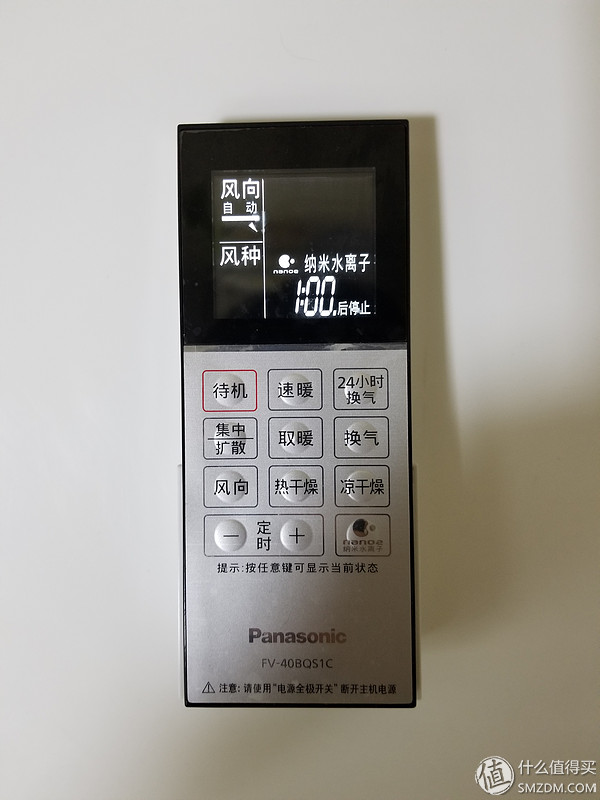 风向
自动
风种
nanoe 纳米水离子
1:00 后停止
待机 速暖 24小时换气
集中/扩散 取暖 换气
风向 热干燥 凉干燥
- 定时 +
nanoe
纳米水离子
提示:按任意键可显示当前状态
Panasonic
FV-40BQS1C
⚠ 注意: 请使用“电源全极开关”断开主机电源
值 什么值得买
SMZDM.COM